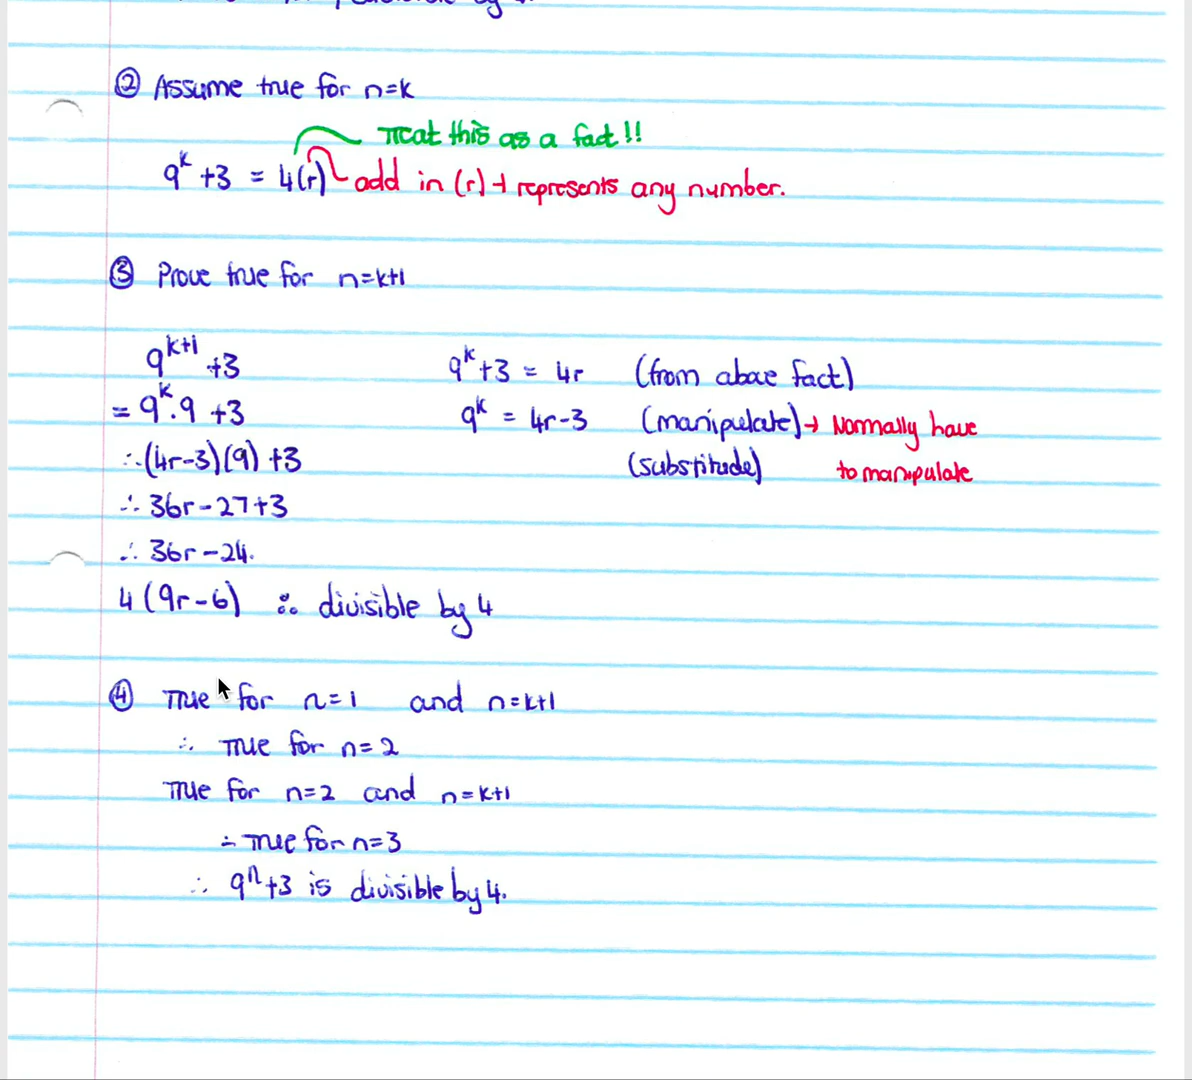 divisible by 4.
② Assume true for n=k
Treat this as a fact!!
9^k +3 = 4(r) add in (r) → represents any number.
③ Prove true for n=k+1
9^{k+1} +3
9^k +3 = 4r (from above fact)
= 9^k.9 +3
9^k = 4r-3 (manipulate) → Normally have
∴ (4r-3)(9) +3
(substitude) to manipulate
∴ 36r - 27+3
∴ 36r - 24.
4(9r-6) ∴ divisible by 4
④ True for n=1 and n=k+1
∴ True for n=2
True for n=2 and n=k+1
∴ True for n=3
∴ 9^n+3 is divisible by 4.